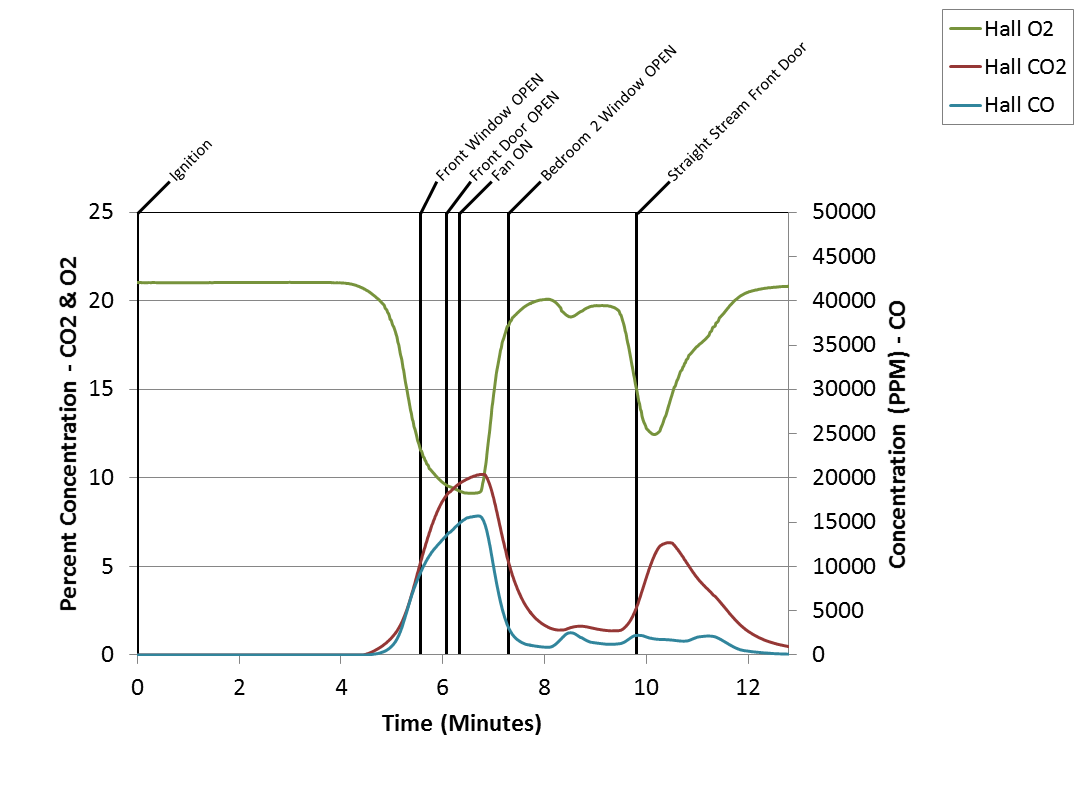 Hall O2
Hall CO2
Hall CO
Ignition
Front Window OPEN
Front Door OPEN
Fan ON
Bedroom 2 Window OPEN
Straight Stream Front Door
Percent Concentration - CO2 & O2
25
20
15
10
5
0
50000
45000
40000
35000
30000
25000
20000
15000
10000
5000
0
Concentration (PPM) - CO
0 2 4 6 8 10 12
Time (Minutes)